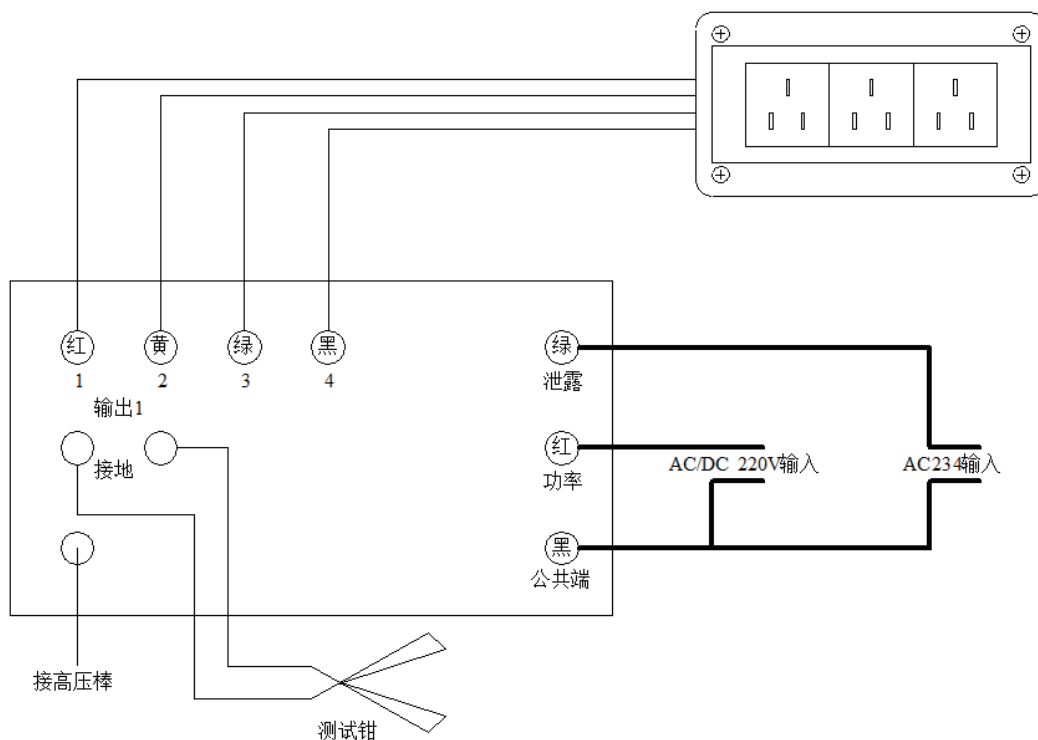 红 黄 绿 黑 绿
1 2 3 4 泄露
输出1
接地
红
功率
AC/DC 220V输入
AC234输入
黑
公共端
接高压棒
测试钳